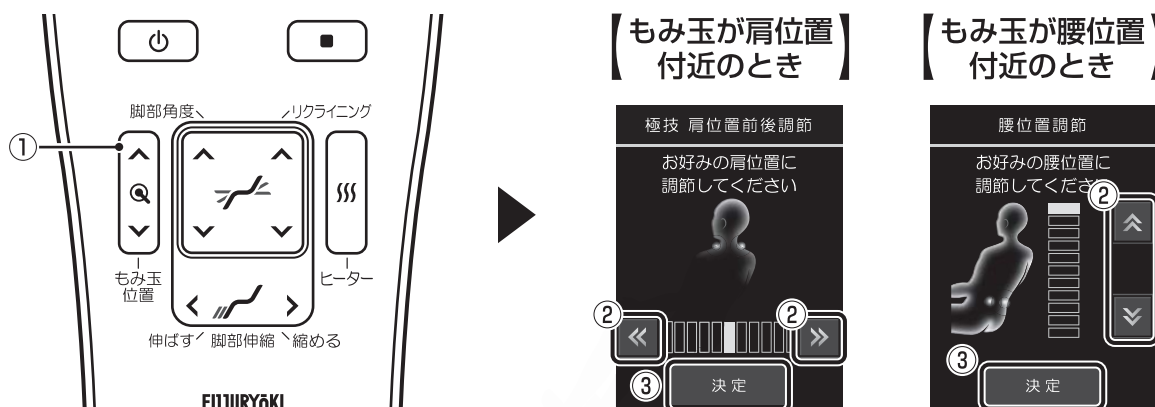 脚部角度
リクライニング
①
もみ玉
位置
ヒーター
伸ばす
脚部伸縮
縮める
FUJIIRYOKI
【もみ玉が肩位置
付近のとき】
極技 肩位置前後調節
お好みの肩位置に
調節してください
②
②
③
決定
【もみ玉が腰位置
付近のとき】
腰位置調節
お好みの腰位置に
調節してください
②
③
決定